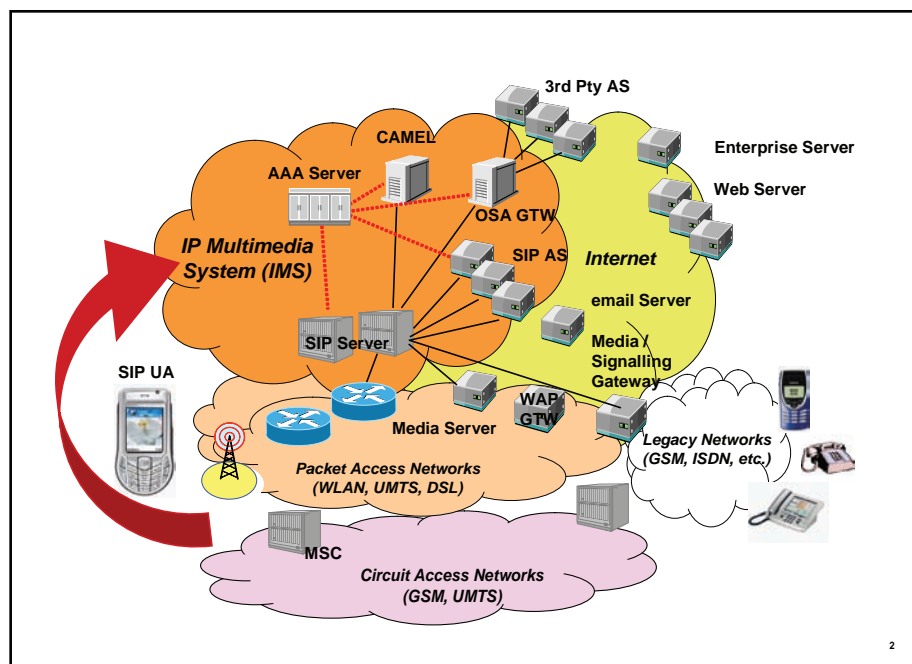 3rd Pty AS
CAMEL
Enterprise Server
AAA Server
Web Server
OSA GTW
IP Multimedia
System (IMS)
SIP AS
Internet
email Server
SIP Server
Media /
Signalling
Gateway
SIP UA
WAP
GTW
Media Server
Legacy Networks
(GSM, ISDN, etc.)
Packet Access Networks
(WLAN, UMTS, DSL)
MSC
Circuit Access Networks
(GSM, UMTS)
2